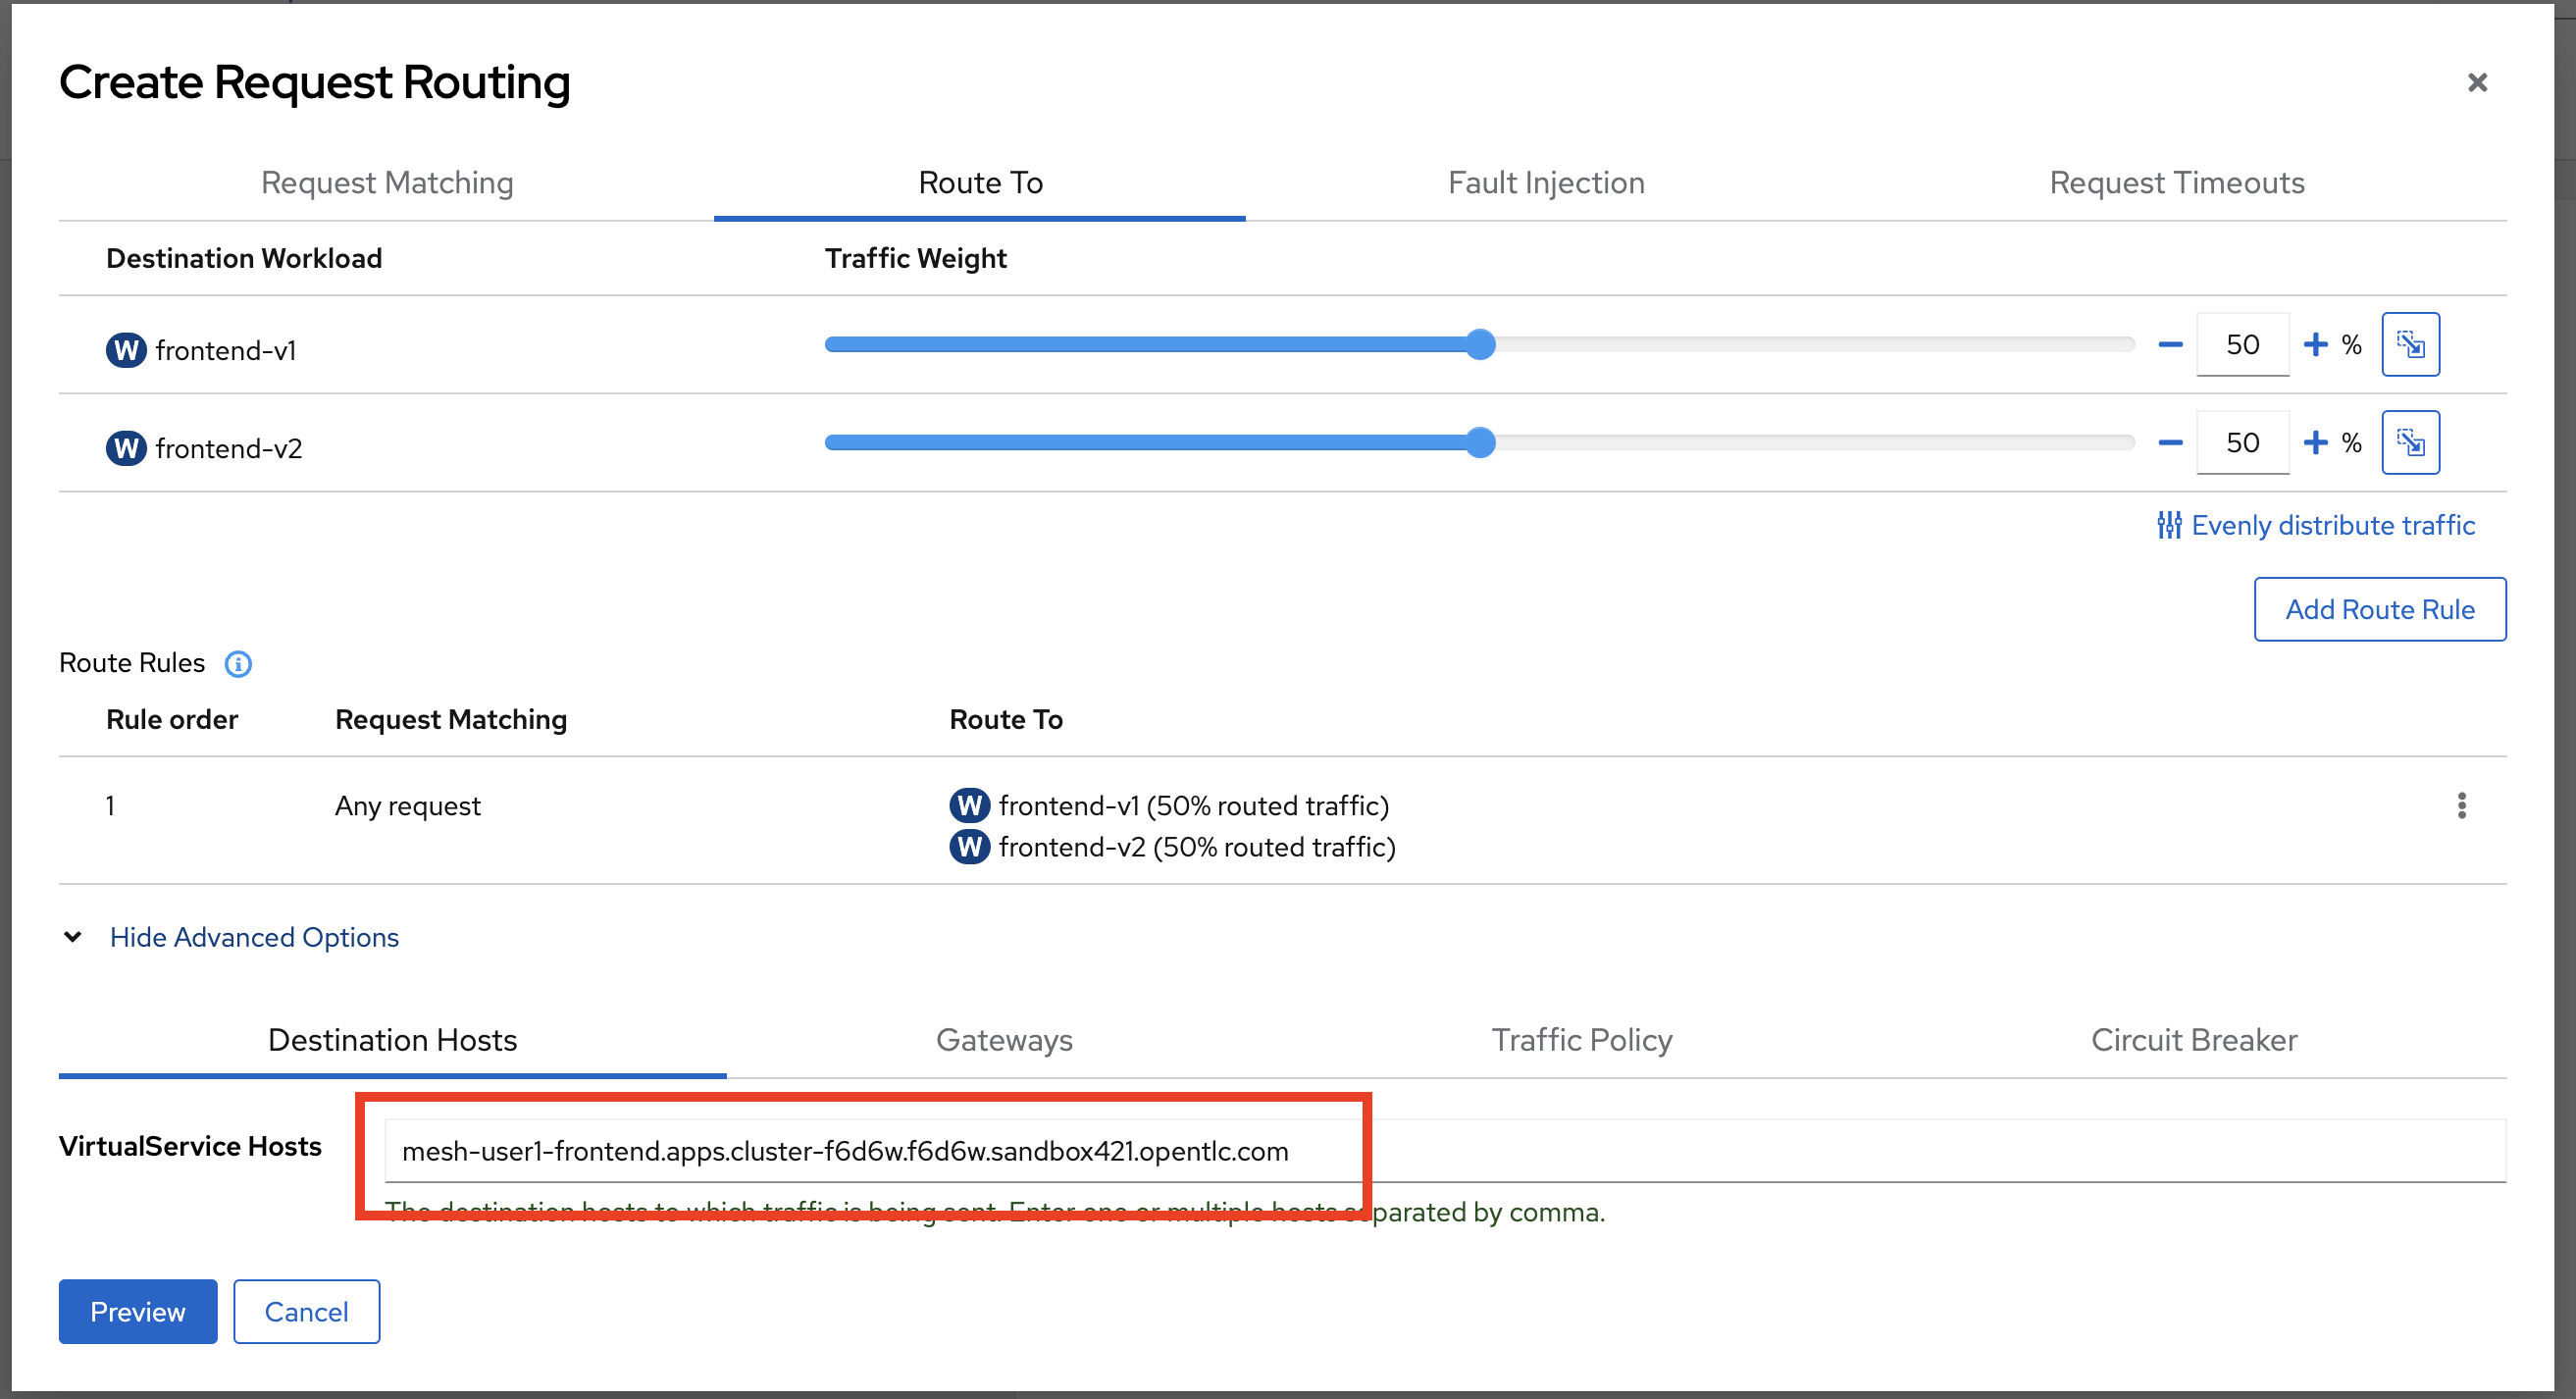 Create Request Routing
Request Matching Route To Fault Injection Request Timeouts
Destination Workload Traffic Weight
W frontend-v1 50 %
W frontend-v2 50 %
Evenly distribute traffic
Add Route Rule
Route Rules
Rule order Request Matching Route To
1 Any request W frontend-v1 (50% routed traffic)
W frontend-v2 (50% routed traffic)
Hide Advanced Options
Destination Hosts Gateways Traffic Policy Circuit Breaker
VirtualService Hosts mesh-user1-frontend.apps.cluster-f6d6w.f6d6w.sandbox421.opentlc.com
The destination hosts to which traffic is being sent. Enter one or multiple hosts separated by comma.
Preview Cancel